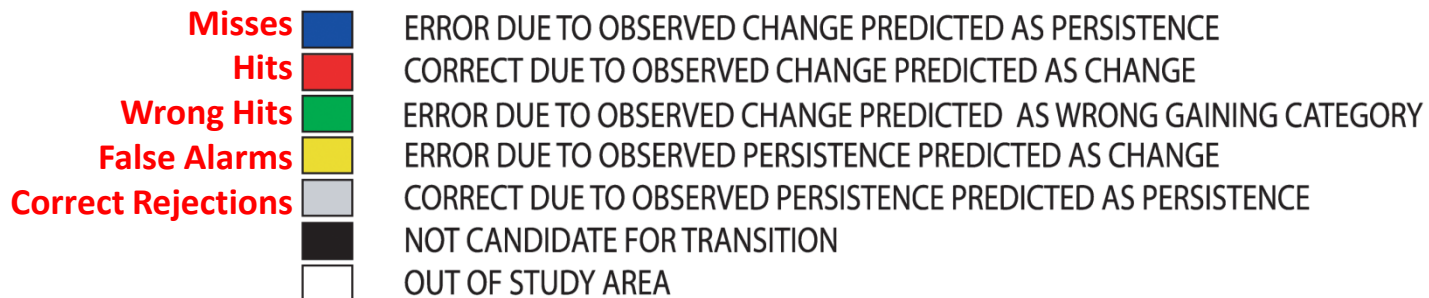 Misses ERROR DUE TO OBSERVED CHANGE PREDICTED AS PERSISTENCE
Hits CORRECT DUE TO OBSERVED CHANGE PREDICTED AS CHANGE
Wrong Hits ERROR DUE TO OBSERVED CHANGE PREDICTED AS WRONG GAINING CATEGORY
False Alarms ERROR DUE TO OBSERVED PERSISTENCE PREDICTED AS CHANGE
Correct Rejections CORRECT DUE TO OBSERVED PERSISTENCE PREDICTED AS PERSISTENCE
NOT CANDIDATE FOR TRANSITION
OUT OF STUDY AREA